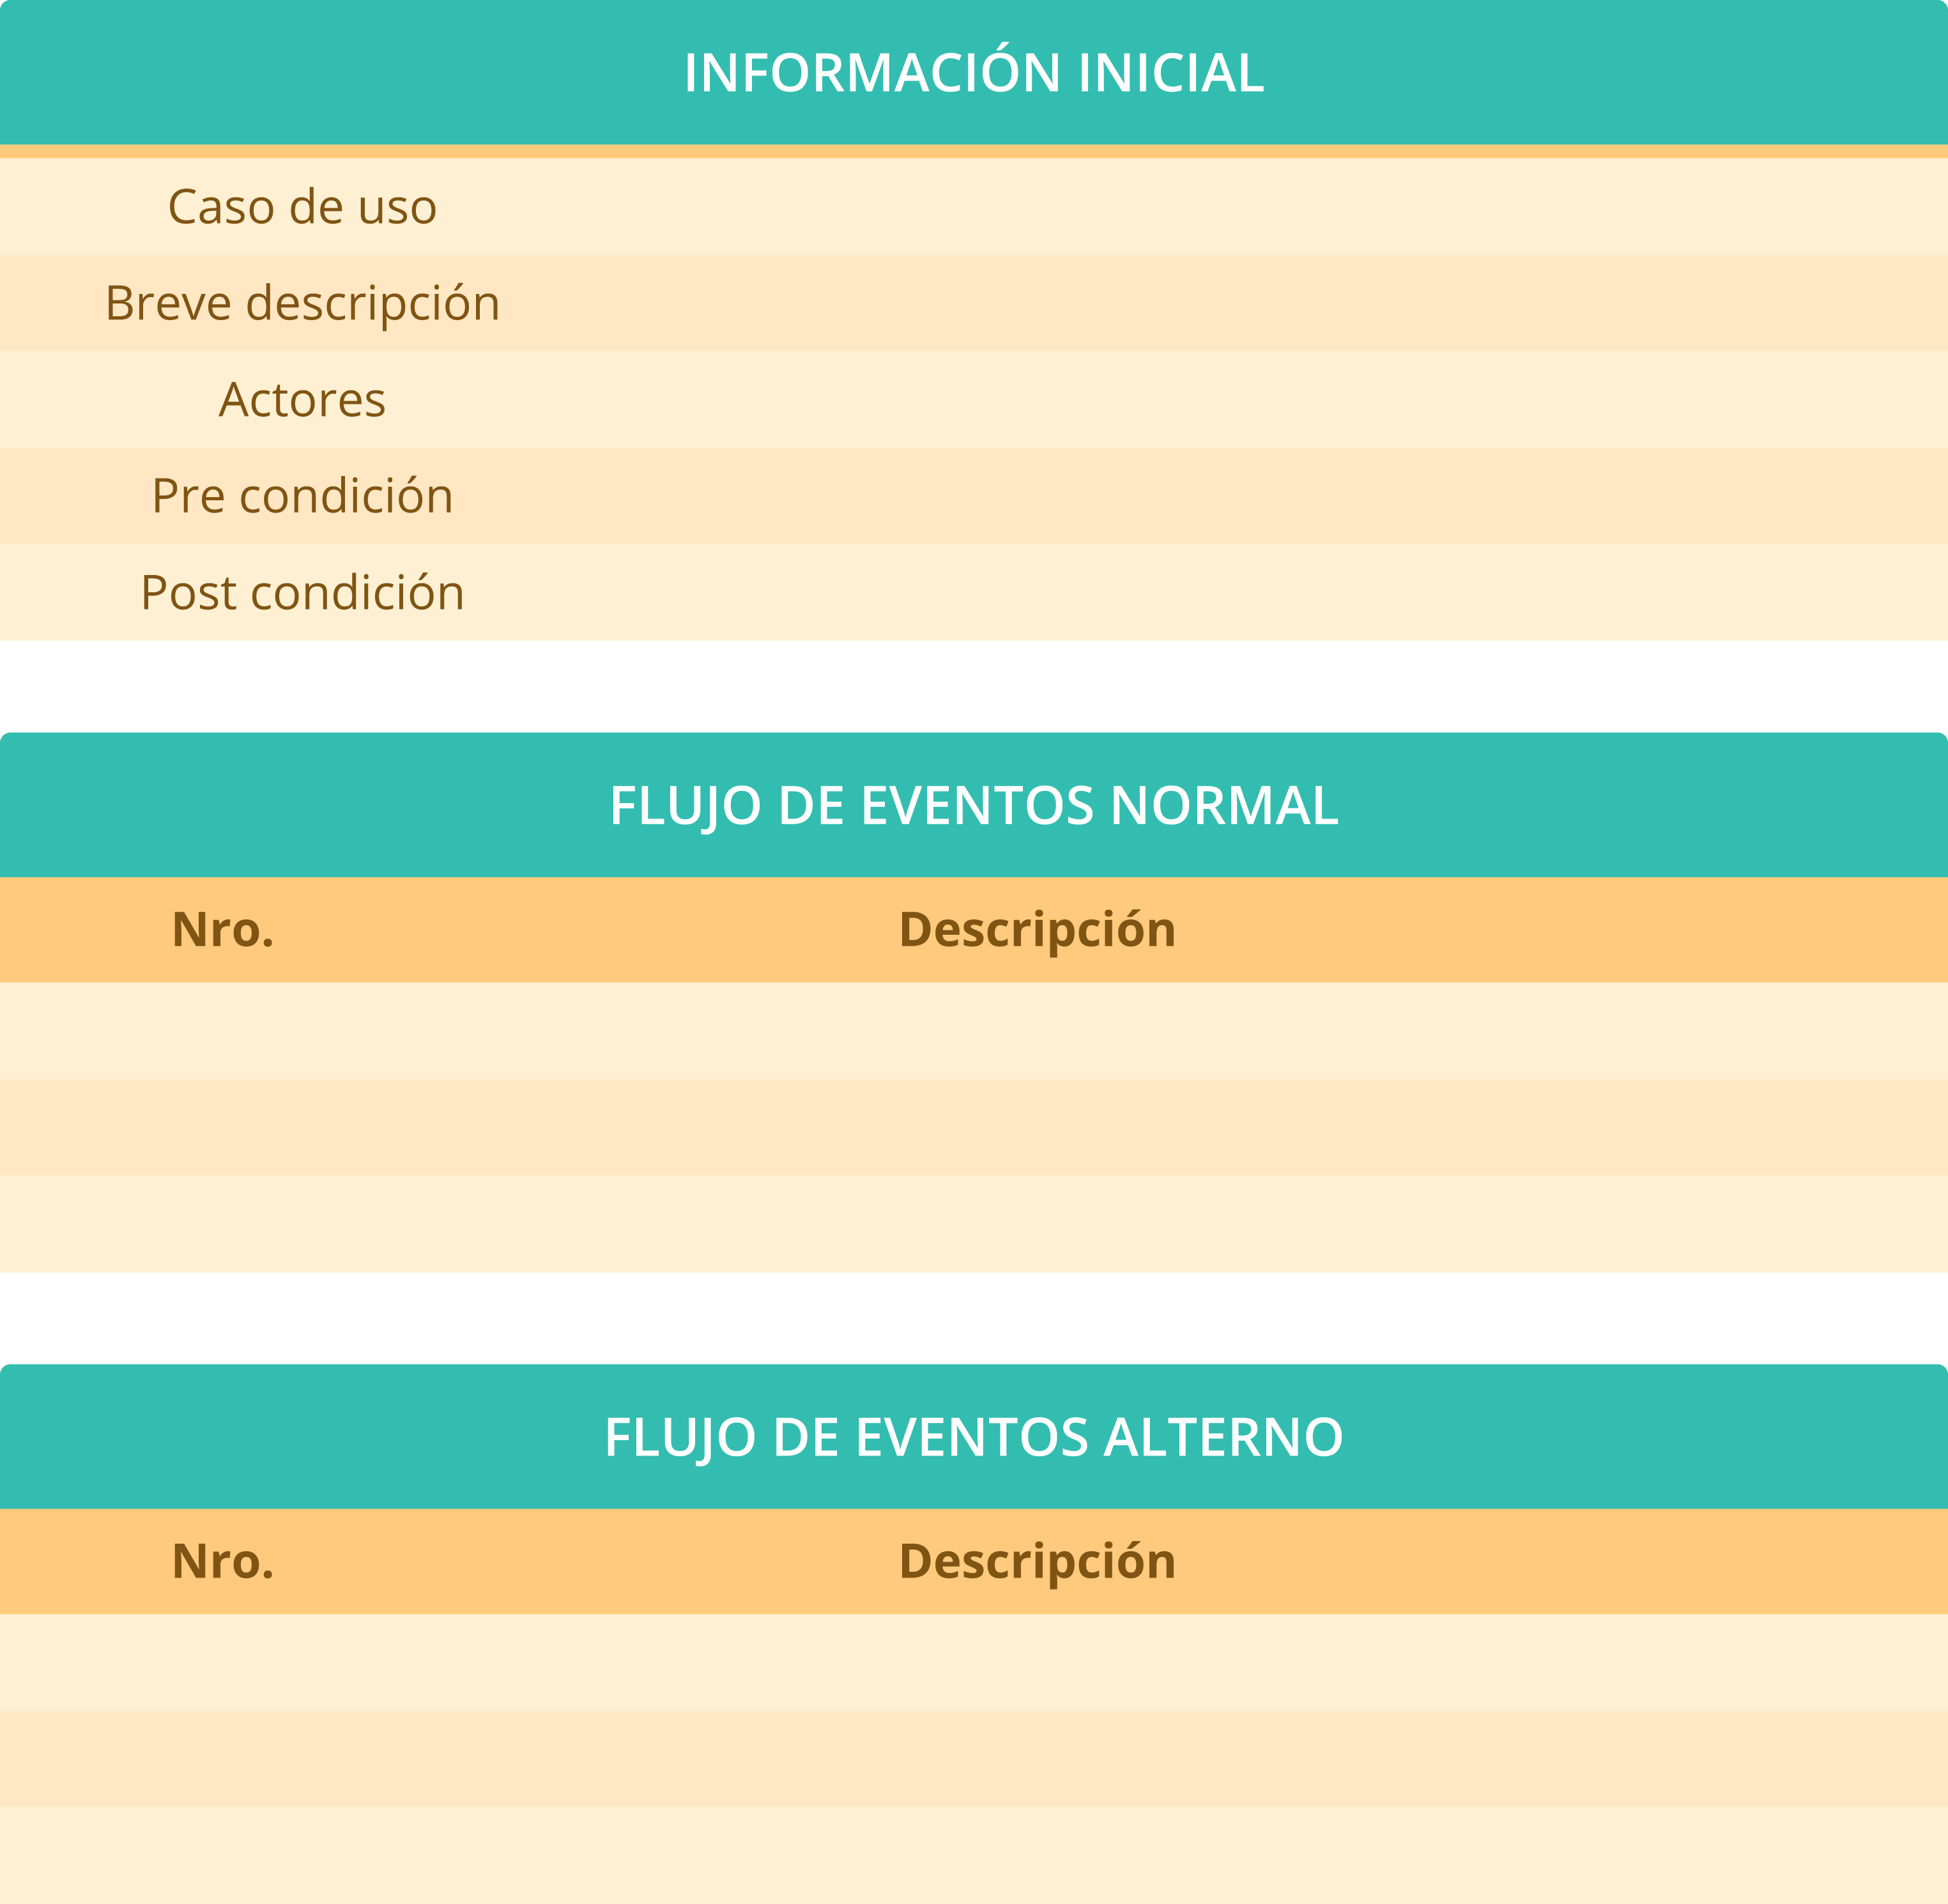 INFORMACIÓN INICIAL
Caso de uso
Breve descripción
Actores
Pre condición
Post condición
FLUJO DE EVENTOS NORMAL
Nro. Descripción
FLUJO DE EVENTOS ALTERNO
Nro. Descripción